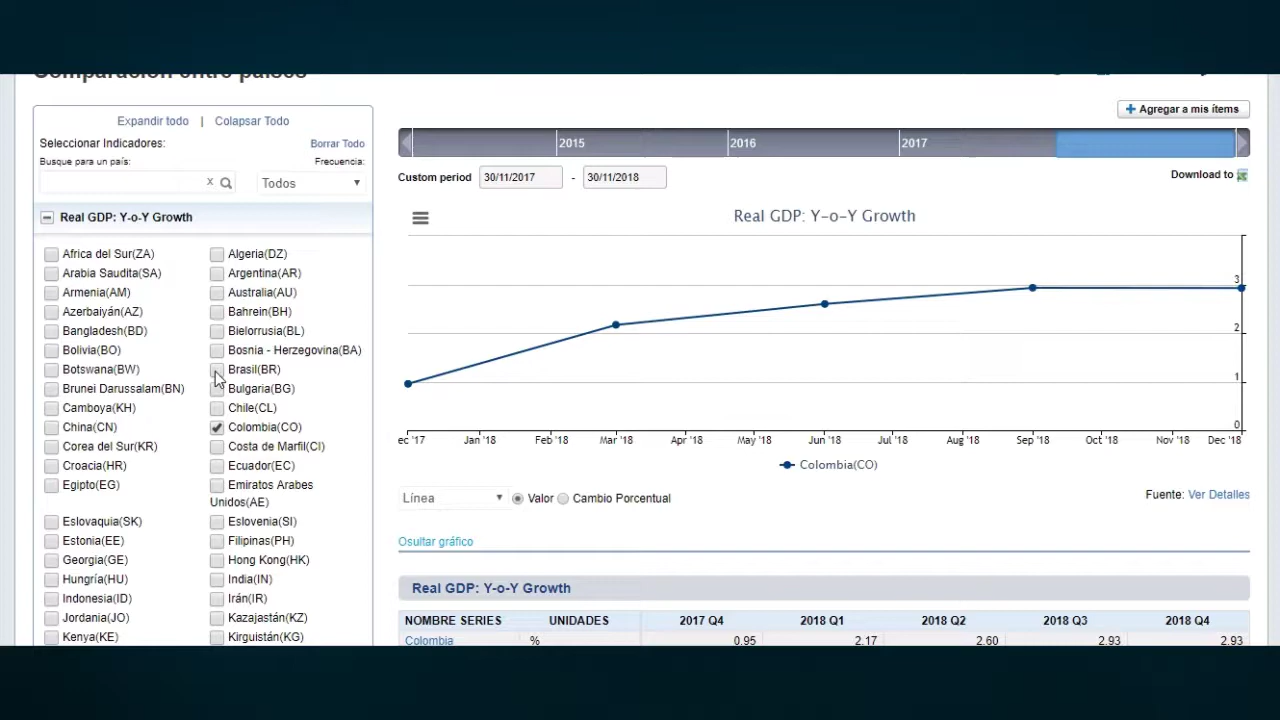 Comparación entre países
Expandir todo | Colapsar Todo
Seleccionar Indicadores: Borrar Todo
Busque para un país: Frecuencia:
x Todos
Real GDP: Y-o-Y Growth
Africa del Sur(ZA) Algeria(DZ)
Arabia Saudita(SA) Argentina(AR)
Armenia(AM) Australia(AU)
Azerbaiyán(AZ) Bahrein(BH)
Bangladesh(BD) Bielorrusia(BL)
Bolivia(BO) Bosnia - Herzegovina(BA)
Botswana(BW) Brasil(BR)
Brunei Darussalam(BN) Bulgaria(BG)
Camboya(KH) Chile(CL)
China(CN) Colombia(CO)
Corea del Sur(KR) Costa de Marfil(CI)
Croacia(HR) Ecuador(EC)
Egipto(EG) Emiratos Arabes
Unidos(AE)
Eslovaquia(SK) Eslovenia(SI)
Estonia(EE) Filipinas(PH)
Georgia(GE) Hong Kong(HK)
Hungría(HU) India(IN)
Indonesia(ID) Irán(IR)
Jordania(JO) Kazajastán(KZ)
Kenya(KE) Kirguistán(KG)
+ Agregar a mis ítems
2015 2016 2017
Custom period 30/11/2017 - 30/11/2018
Download to
Real GDP: Y-o-Y Growth
3
2
1
0
ec '17 Jan '18 Feb '18 Mar '18 Apr '18 May '18 Jun '18 Jul '18 Aug '18 Sep '18 Oct '18 Nov '18 Dec '18
Colombia(CO)
Línea Valor Cambio Porcentual
Fuente: Ver Detalles
Osultar gráfico
Real GDP: Y-o-Y Growth
NOMBRE SERIES UNIDADES 2017 Q4 2018 Q1 2018 Q2 2018 Q3 2018 Q4
Colombia % 0.95 2.17 2.60 2.93 2.93